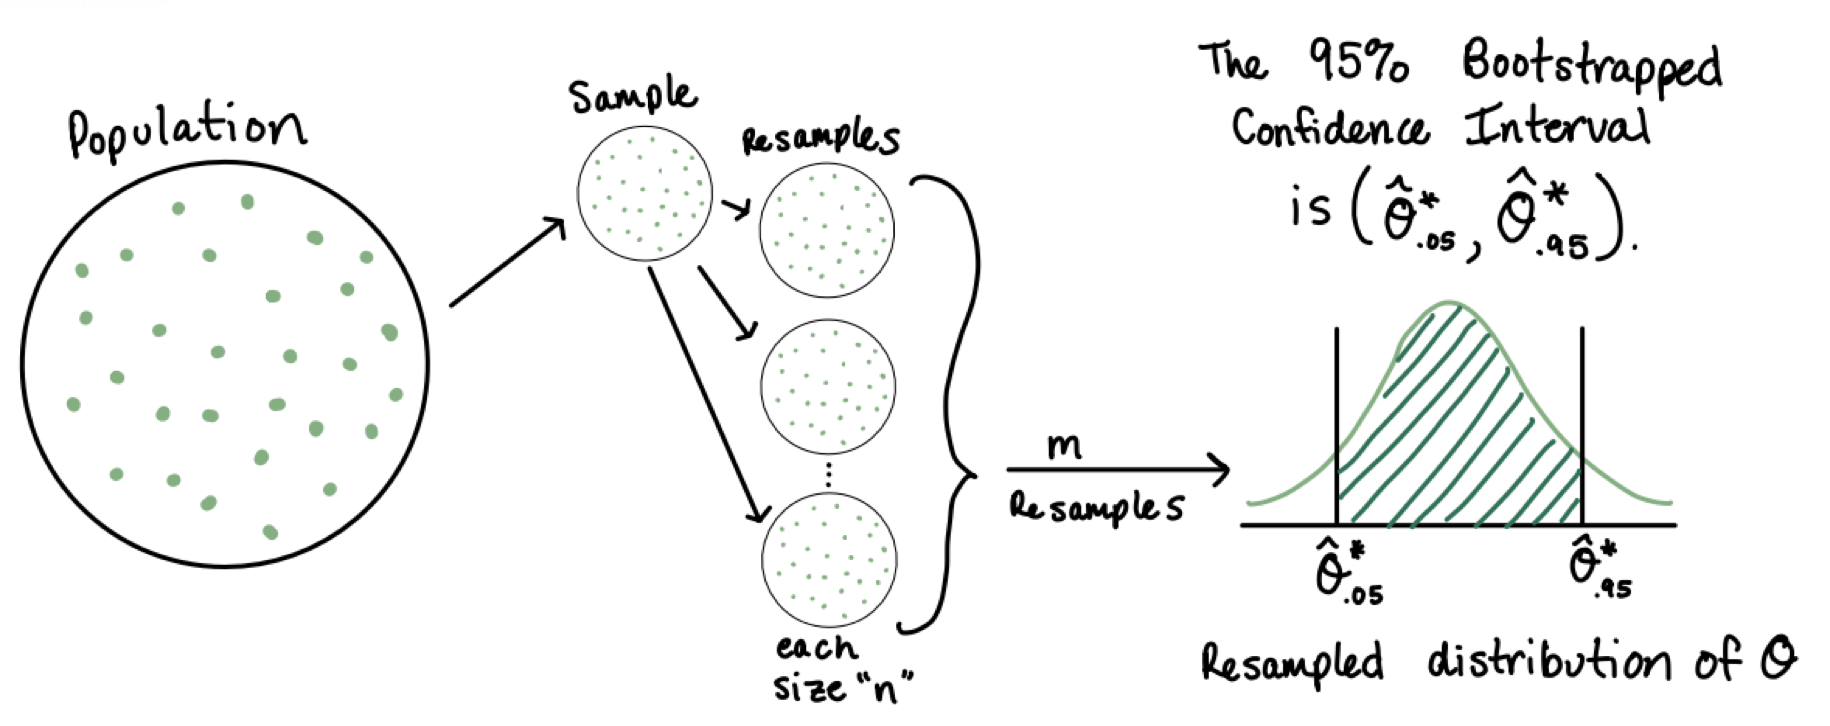 Population
Sample
Resamples
each
size "n"
m
Resamples
The 95% Bootstrapped
Confidence Interval
is (θ̂*.05, θ̂*.95).
θ̂*.05
θ̂*.95
Resampled distribution of θ